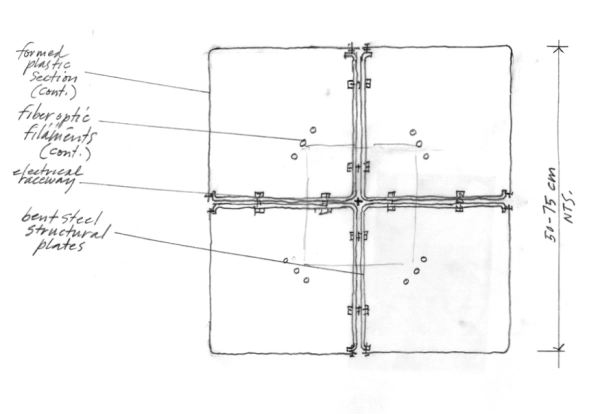 formed
plastic
section
(cont.)
fiber optic
filaments
(cont.)
electrical
raceway
bent steel
structural
plates
50-75 cm
NTS.